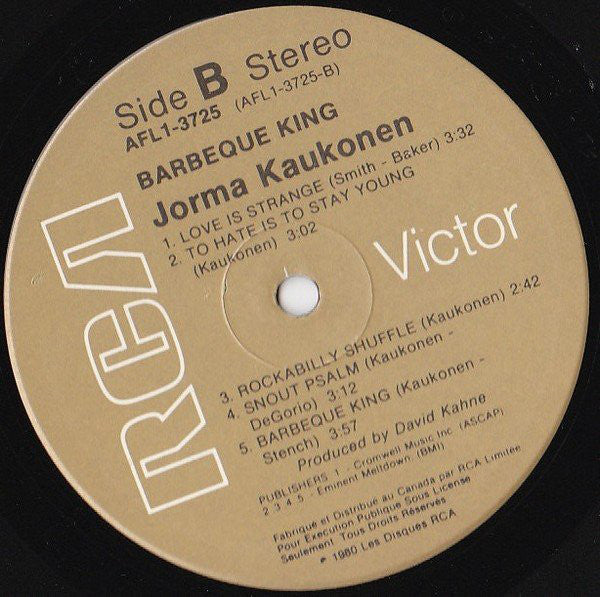 Side B Stereo
AFL1-3725 (AFL1-3725-B)
BARBEQUE KING
Jorma Kaukonen
1. LOVE IS STRANGE (Smith - Baker) 3:32
2. TO HATE IS TO STAY YOUNG
(Kaukonen) 3:02
RCA
Victor
3. ROCKABILLY SHUFFLE (Kaukonen) 2:42
4. SNOUT PSALM (Kaukonen -
DeGorio) 3:12
5. BARBEQUE KING (Kaukonen -
Stench) 3:57
Produced by David Kahne
PUBLISHERS 1 - Cromwell Music Inc. (ASCAP)
2 3 4 5 - Eminent Meltdown. (BMI)
Fabriqué et Distribué au Canada par RCA Limitée
Pour Execution Publique Sous License
Seulement Tous Droits Réservés
℗ 1980 Les Disques RCA